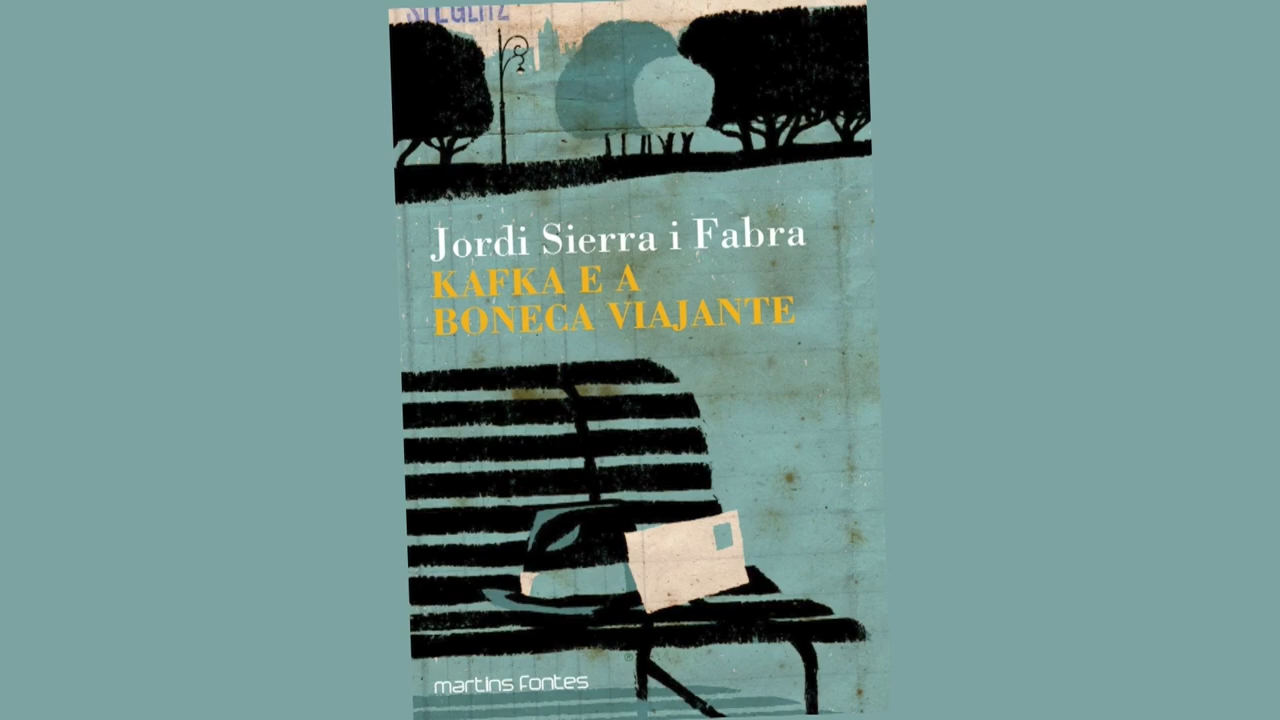 STEGLITZ
Jordi Sierra i Fabra
KAFKA E A
BONECA VIAJANTE
martins fontes